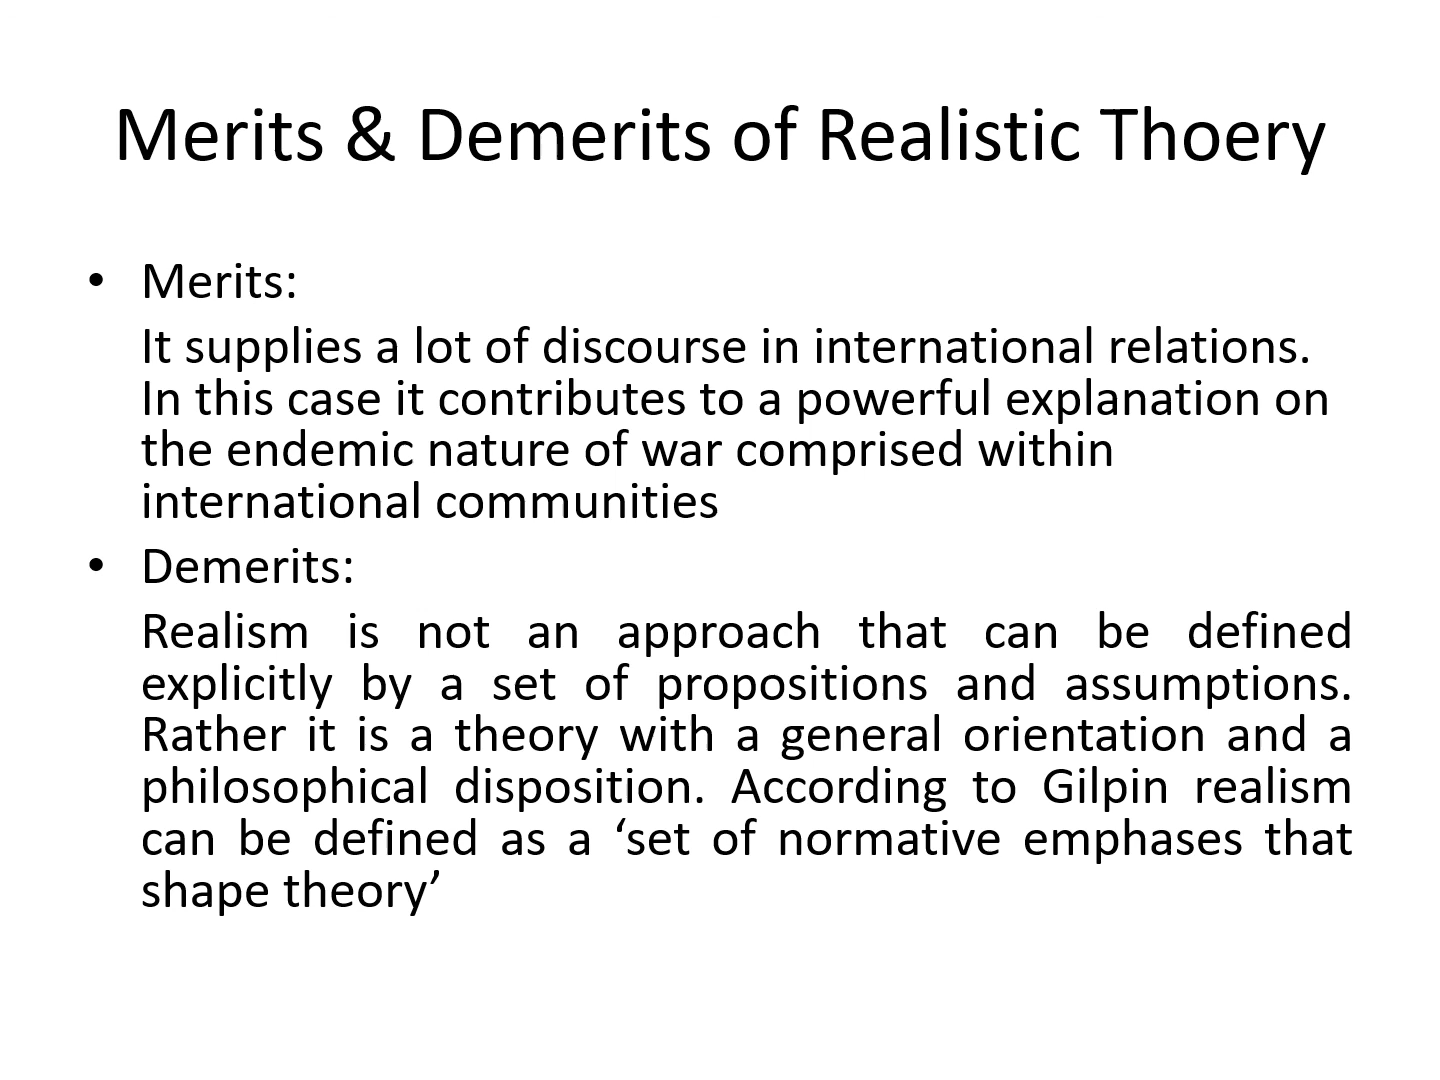 Merits & Demerits of Realistic Thoery
• Merits:
It supplies a lot of discourse in international relations.
In this case it contributes to a powerful explanation on
the endemic nature of war comprised within
international communities
• Demerits:
Realism is not an approach that can be defined
explicitly by a set of propositions and assumptions.
Rather it is a theory with a general orientation and a
philosophical disposition. According to Gilpin realism
can be defined as a ‘set of normative emphases that
shape theory’